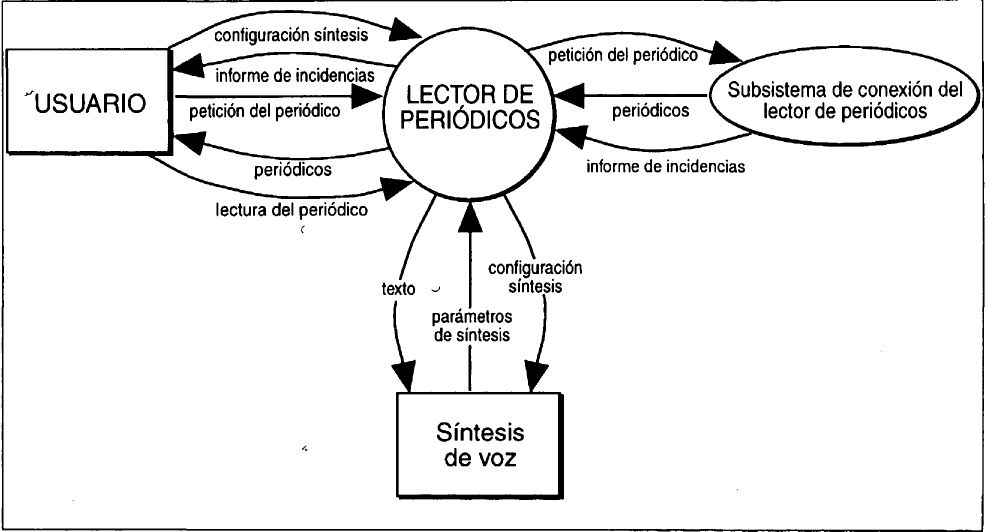 configuración síntesis
informe de incidencias
USUARIO
petición del periódico
periódicos
lectura del periódico
LECTOR DE
PERIÓDICOS
petición del periódico
periódicos
informe de incidencias
Subsistema de conexión del
lector de periódicos
texto
parámetros
de síntesis
configuración
síntesis
Síntesis
de voz